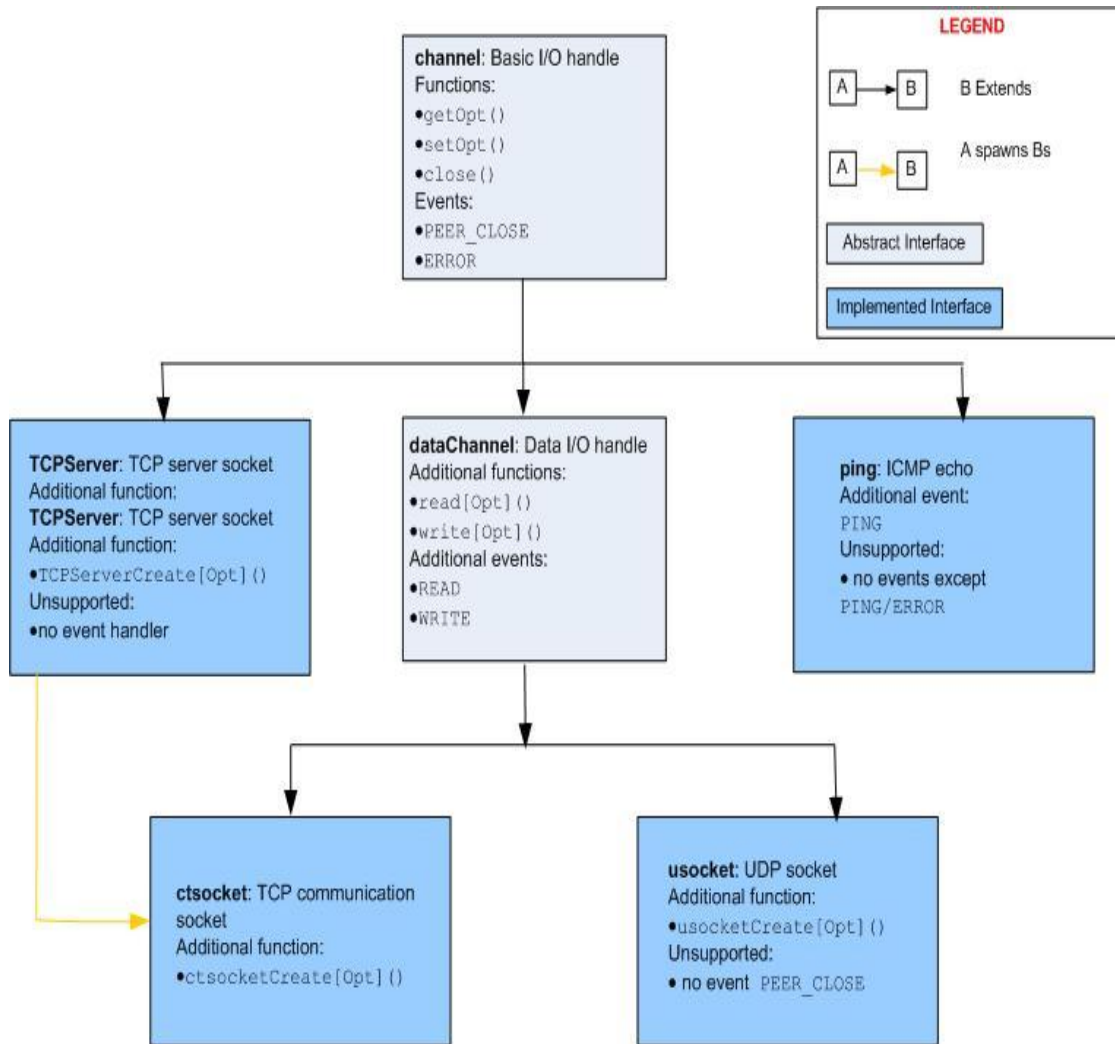 channel: Basic I/O handle
Functions:
•getOpt()
•setOpt()
•close()
Events:
•PEER_CLOSE
•ERROR
LEGEND
A
B
B Extends
A
B
A spawns Bs
Abstract Interface
Implemented Interface
TCPServer: TCP server socket
Additional function:
TCPServer: TCP server socket
Additional function:
•TCPServerCreate[Opt]()
Unsupported:
•no event handler
dataChannel: Data I/O handle
Additional functions:
•read[Opt]()
•write[Opt]()
Additional events:
•READ
•WRITE
ping: ICMP echo
Additional event:
PING
Unsupported:
• no events except
PING/ERROR
ctsocket: TCP communication
socket
Additional function:
•ctsocketCreate[Opt]()
usocket: UDP socket
Additional function:
•usocketCreate[Opt]()
Unsupported:
• no event PEER_CLOSE